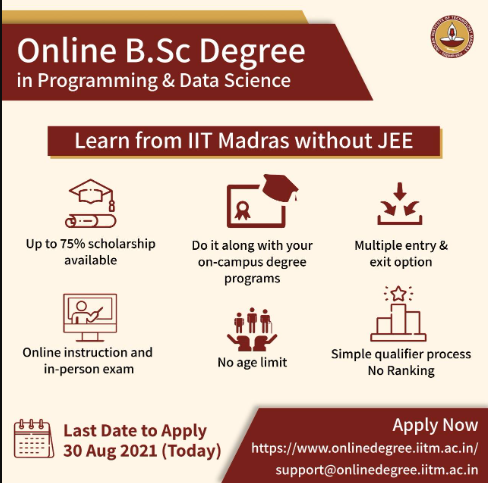 Online B.Sc Degree
in Programming & Data Science
Learn from IIT Madras without JEE
Up to 75% scholarship
available
Do it along with your
on-campus degree
programs
Multiple entry &
exit option
Online instruction and
in-person exam
No age limit
Simple qualifier process
No Ranking
Last Date to Apply
30 Aug 2021 (Today)
Apply Now
https://www.onlinedegree.iitm.ac.in/
support@onlinedegree.iitm.ac.in